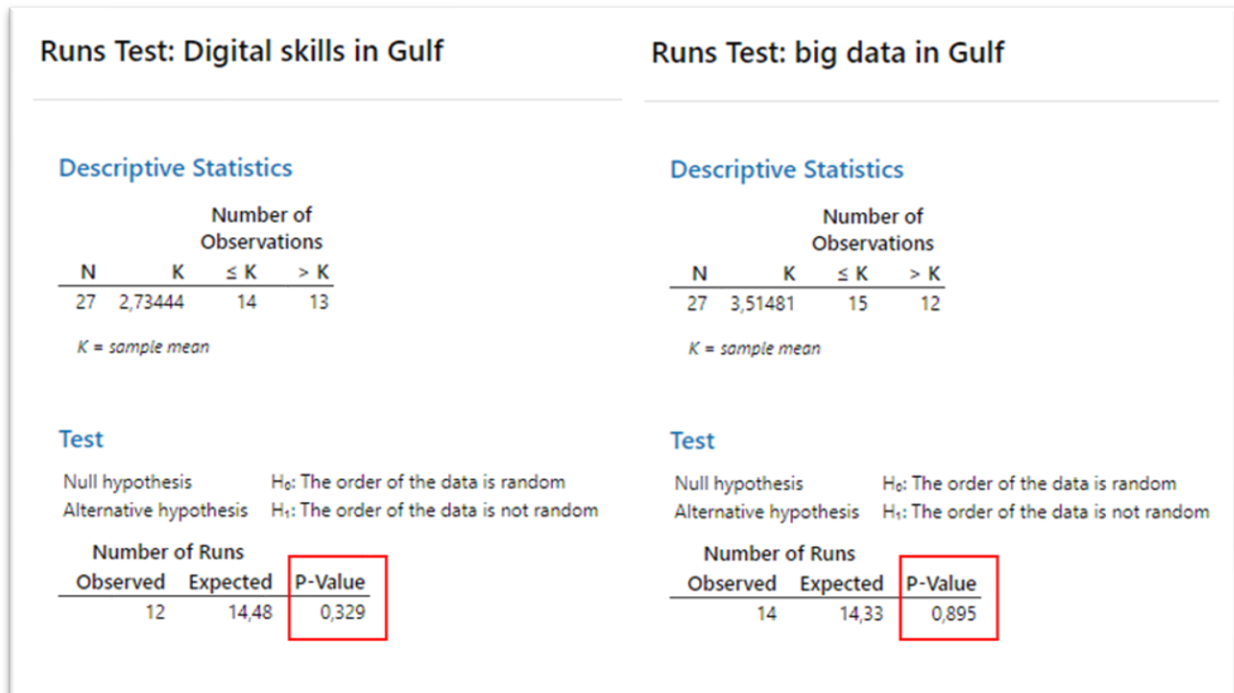 Runs Test: Digital skills in Gulf
Descriptive Statistics
Number of
Observations
N K ≤ K > K
27 2,73444 14 13
K = sample mean
Test
Null hypothesis H₀: The order of the data is random
Alternative hypothesis H₁: The order of the data is not random
Number of Runs
Observed Expected P-Value
12 14,48 0,329
Runs Test: big data in Gulf
Descriptive Statistics
Number of
Observations
N K ≤ K > K
27 3,51481 15 12
K = sample mean
Test
Null hypothesis H₀: The order of the data is random
Alternative hypothesis H₁: The order of the data is not random
Number of Runs
Observed Expected P-Value
14 14,33 0,895